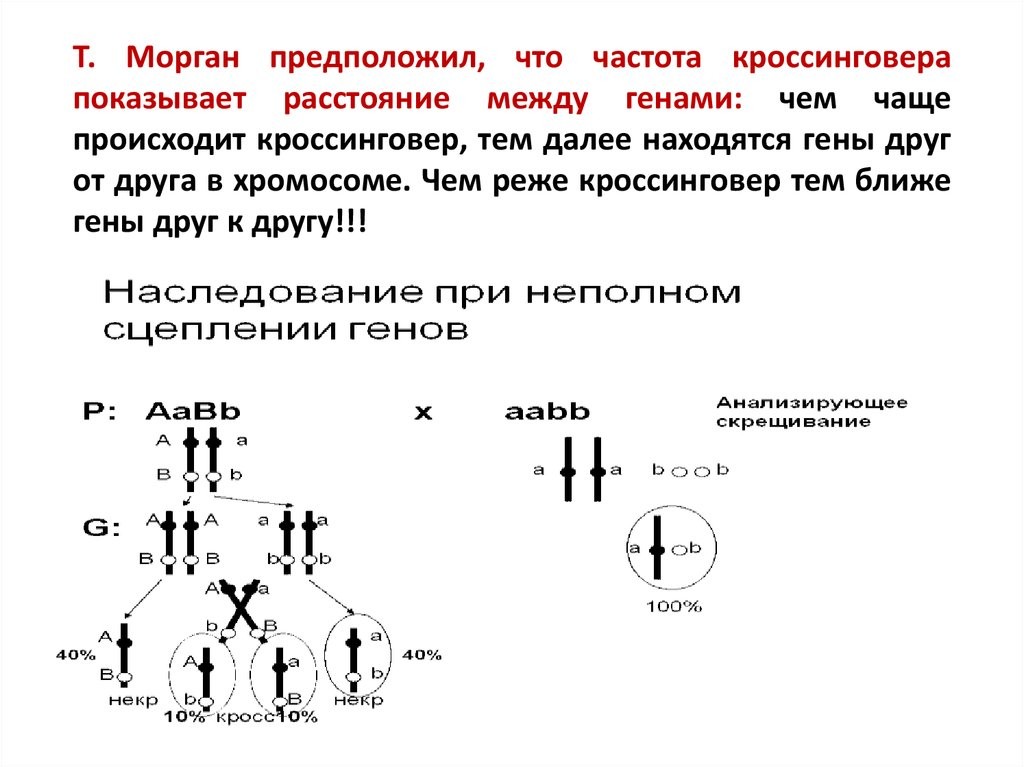 Т. Морган предположил, что частота кроссинговера
показывает расстояние между генами: чем чаще
происходит кроссинговер, тем далее находятся гены друг
от друга в хромосоме. Чем реже кроссинговер тем ближе
гены друг к другу!!!
Наследование при неполном
сцеплении генов
P: AaBb x aabb
Анализирующее
скрещивание
A a
B b
a a b b
G: A A a a
B B b b
a b
100%
A a
b B
A a
40% 40%
B b
A a
b B
некр некр
10% кросс10%